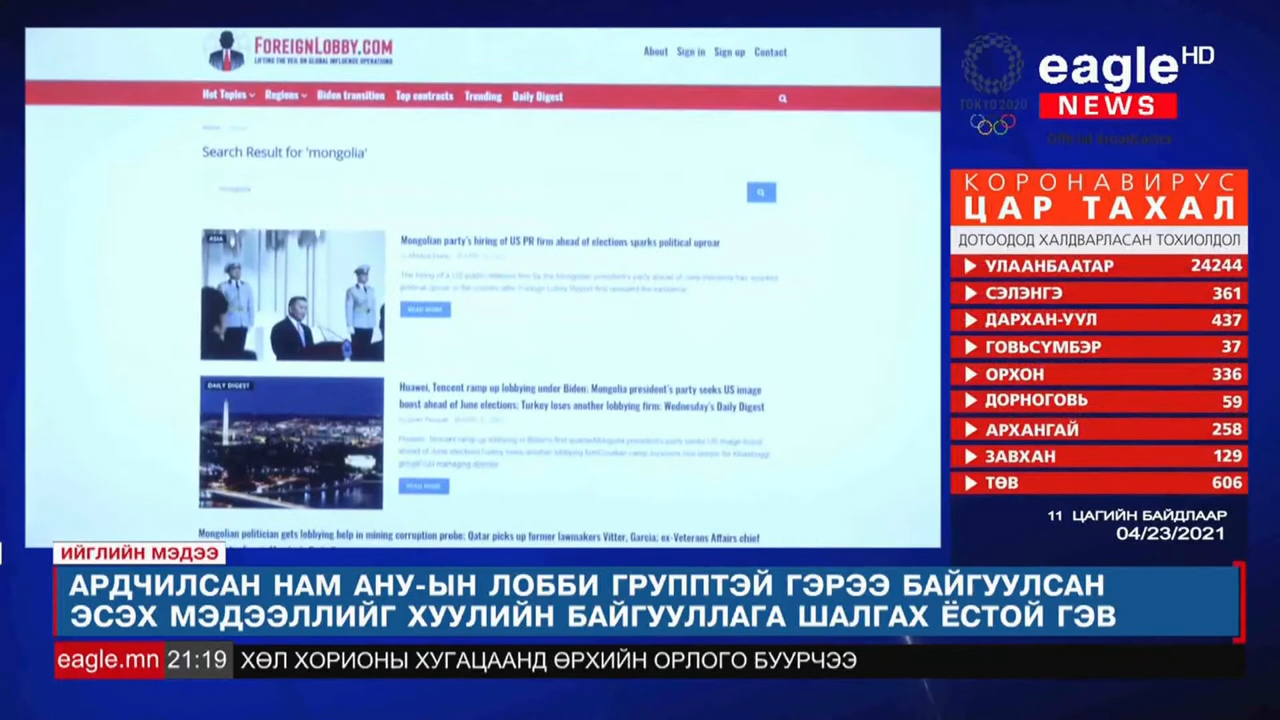 FOREIGNLOBBY.COM
LIFTING THE VEIL ON GLOBAL INFLUENCE OPERATIONS
About Sign in Sign up Contact
Hot Topics Regions Biden transition Top contracts Trending Daily Digest
Search Result for 'mongolia'
mongolia
ASIA
Mongolian party's hiring of US PR firm ahead of elections sparks political uproar
READ MORE
DAILY DIGEST
Huawei, Tencent ramp up lobbying under Biden; Mongolia president's party seeks US image
boost ahead of June elections; Turkey loses another lobbying firm: Wednesday's Daily Digest
READ MORE
Mongolian politician gets lobbying help in mining corruption probe; Qatar picks up former lawmakers Vitter, Garcia; ex-Veterans Affairs chief
TOKYO 2020
eagle HD
NEWS
Official Broadcaster
КОРОНАВИРУС
ЦАР ТАХАЛ
ДОТООДОД ХАЛДВАРЛАСАН ТОХИОЛДОЛ
УЛААНБААТАР 24244
СЭЛЭНГЭ 361
ДАРХАН-УУЛ 437
ГОВЬСҮМБЭР 37
ОРХОН 336
ДОРНОГОВЬ 59
АРХАНГАЙ 258
ЗАВХАН 129
ТӨВ 606
11 ЦАГИЙН БАЙДЛААР
04/23/2021
ИЙГЛИЙН МЭДЭЭ
АРДЧИЛСАН НАМ АНУ-ЫН ЛОББИ ГРУППТЭЙ ГЭРЭЭ БАЙГУУЛСАН
ЭСЭХ МЭДЭЭЛЛИЙГ ХУУЛИЙН БАЙГУУЛЛАГА ШАЛГАХ ЁСТОЙ ГЭВ
eagle.mn 21:19 ХӨЛ ХОРИОНЫ ХУГАЦААНД ӨРХИЙН ОРЛОГО БУУРЧЭЭ